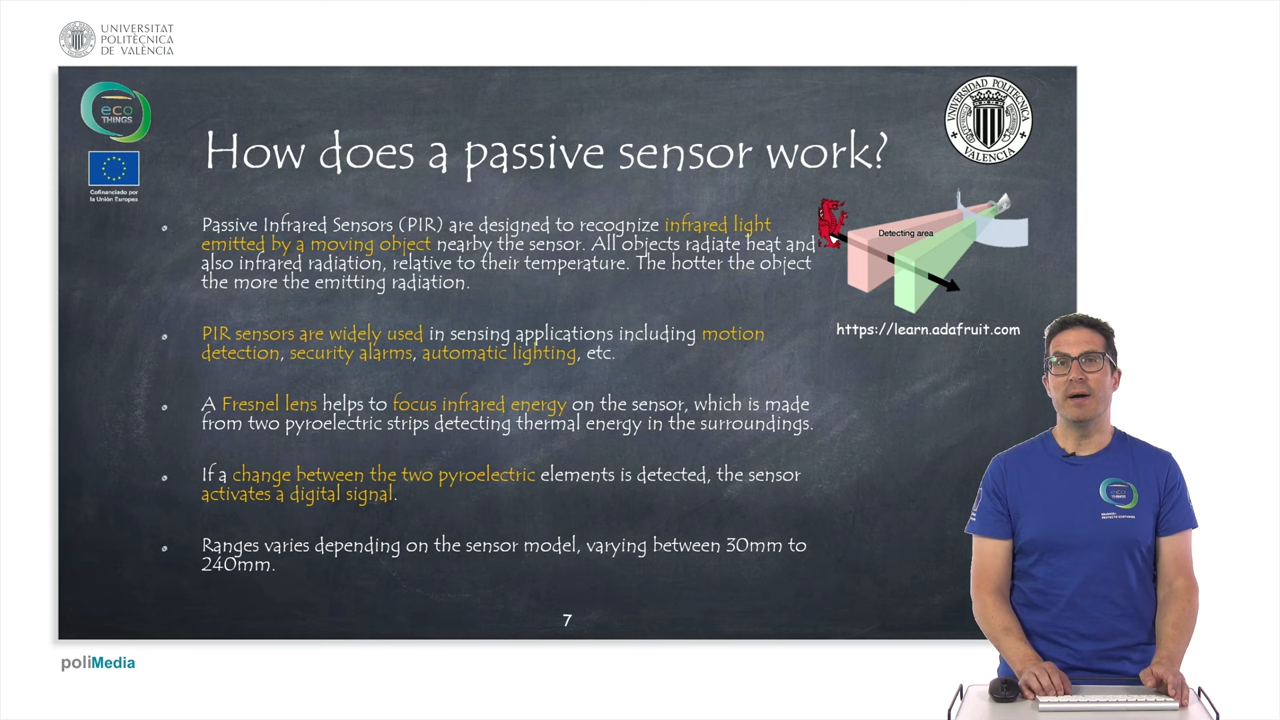 UNIVERSITAT
POLITÈCNICA
DE VALÈNCIA
eco
THINGS
Cofinanciado por
la Unión Europea
UNIVERSIDAD POLITECNICA
VALENCIA
How does a passive sensor work?
Passive Infrared Sensors (PIR) are designed to recognize infrared light
emitted by a moving object nearby the sensor. All objects radiate heat and
also infrared radiation, relative to their temperature. The hotter the object
the more the emitting radiation.
PIR sensors are widely used in sensing applications including motion
detection, security alarms, automatic lighting, etc.
A Fresnel lens helps to focus infrared energy on the sensor, which is made
from two pyroelectric strips detecting thermal energy in the surroundings.
If a change between the two pyroelectric elements is detected, the sensor
activates a digital signal.
Ranges varies depending on the sensor model, varying between 30mm to
240mm.
Detecting area
https://learn.adafruit.com
7
eco
THINGS
poliMedia